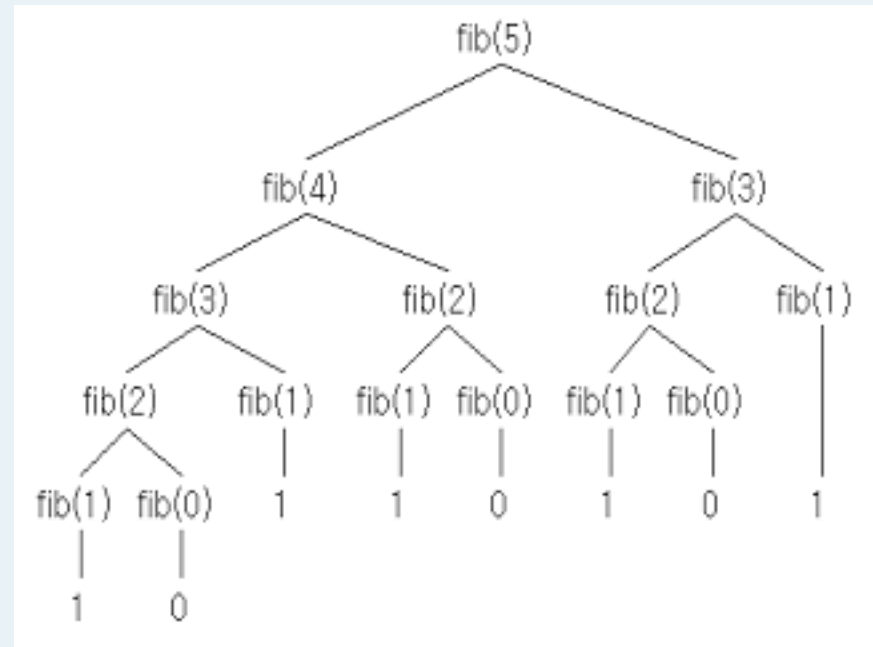 fib(5)
fib(4) fib(3)
fib(3) fib(2) fib(2) fib(1)
fib(2) fib(1) fib(1) fib(0) fib(1) fib(0)
fib(1) fib(0) 1 1 0 1 0 1
1 0